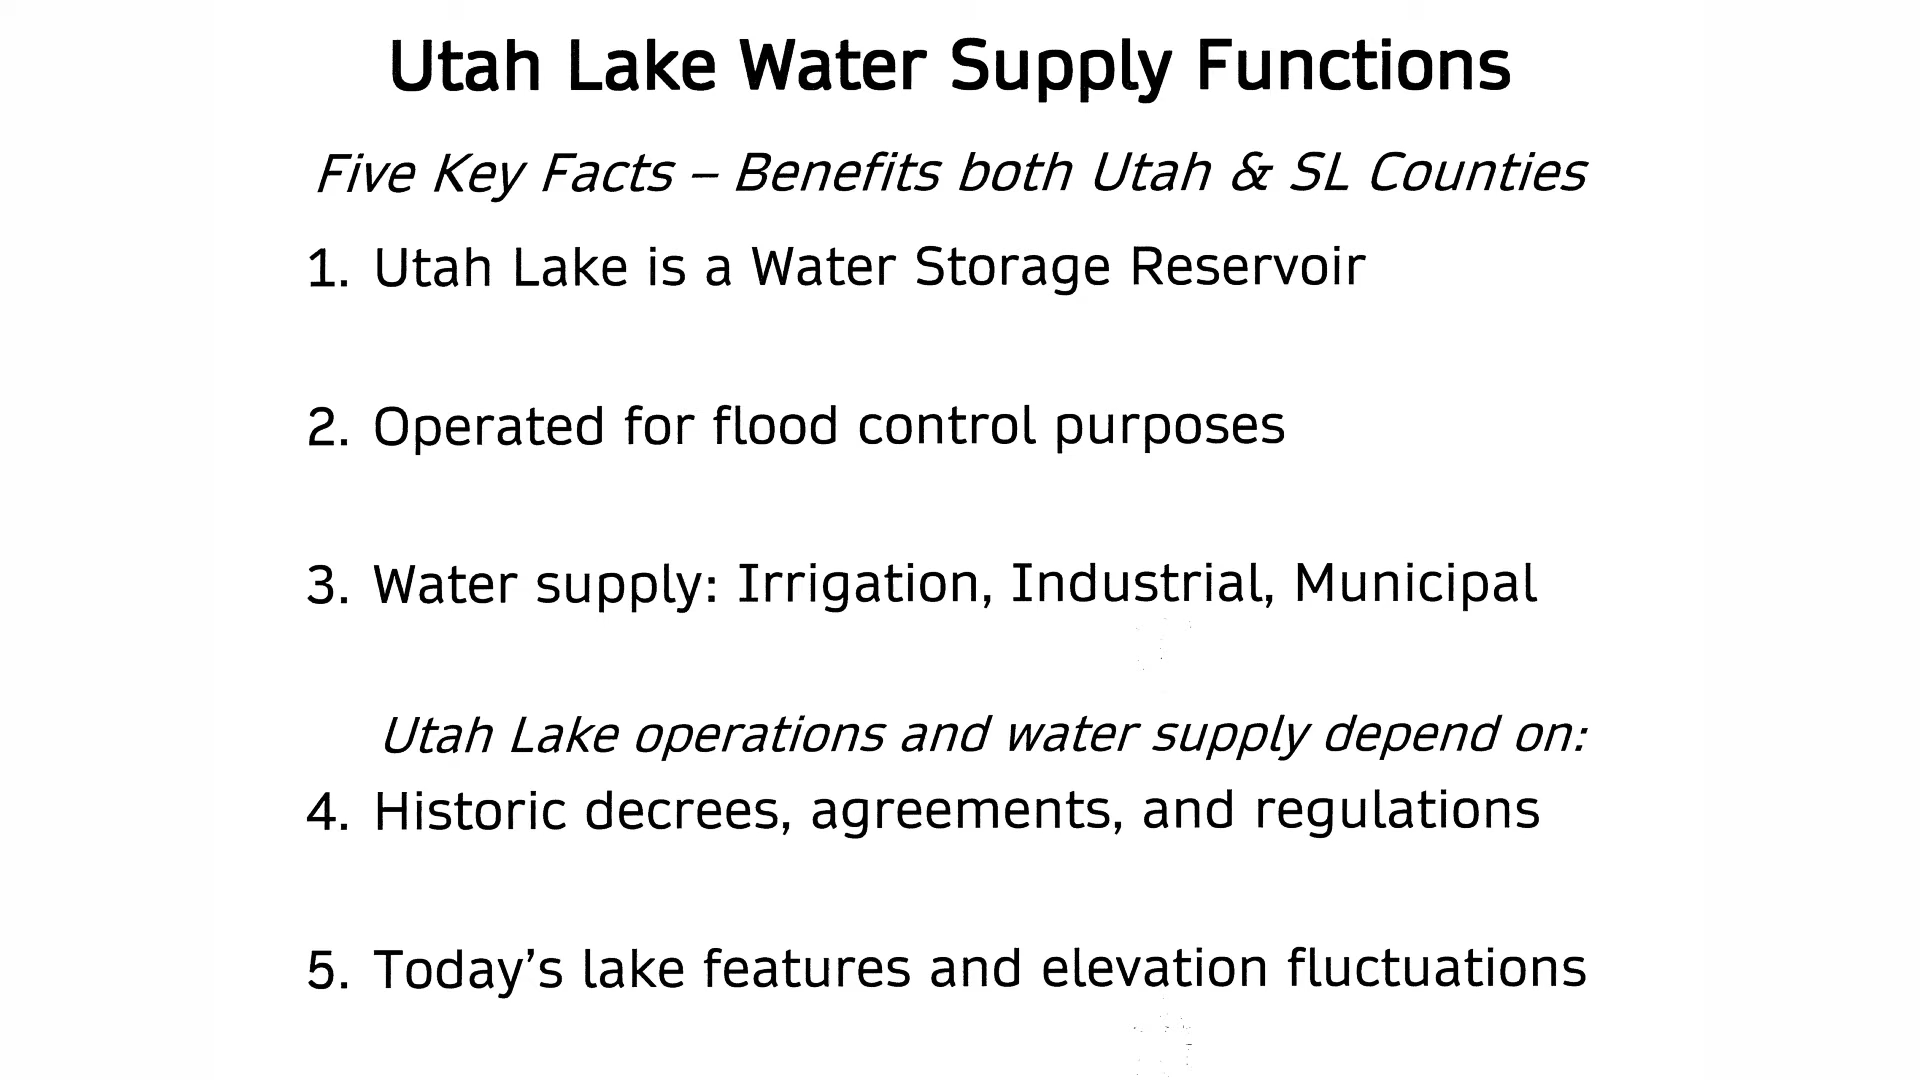 Utah Lake Water Supply Functions
Five Key Facts – Benefits both Utah & SL Counties
1. Utah Lake is a Water Storage Reservoir
2. Operated for flood control purposes
3. Water supply: Irrigation, Industrial, Municipal
Utah Lake operations and water supply depend on:
4. Historic decrees, agreements, and regulations
5. Today’s lake features and elevation fluctuations